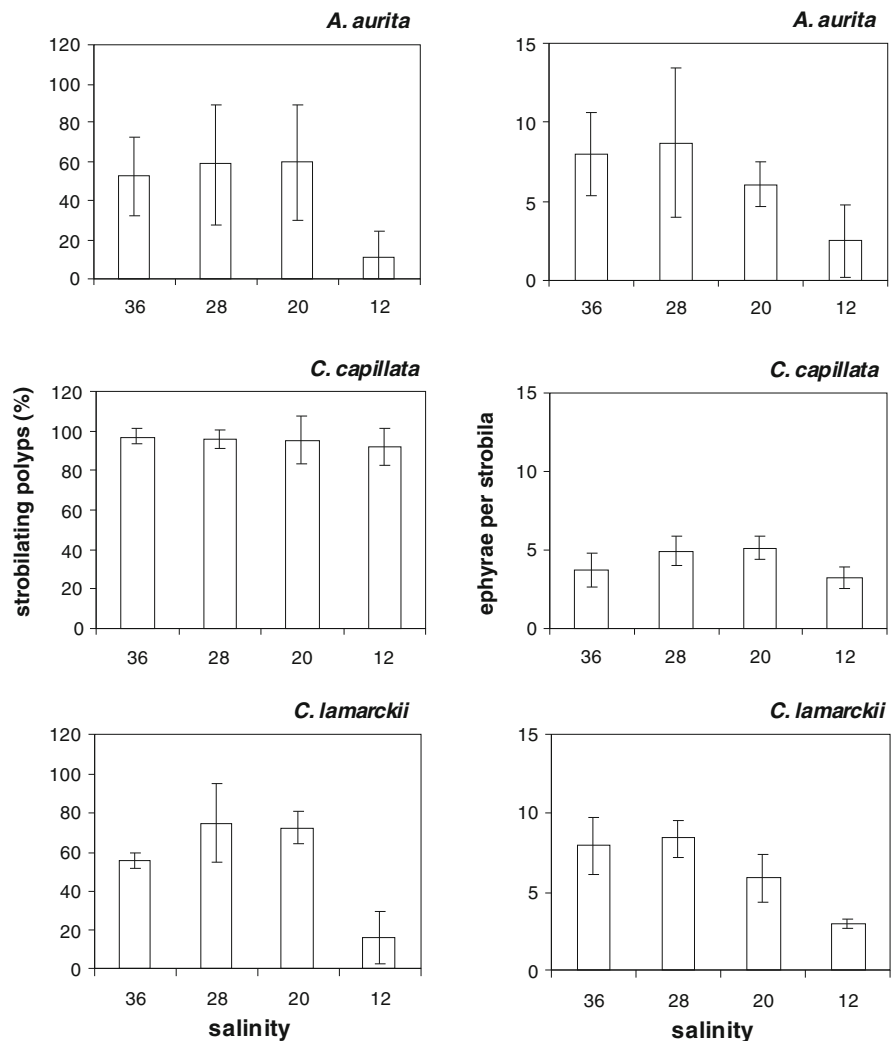 A. aurita
120
100
80
60
40
20
0
36 28 20 12
A. aurita
15
10
5
0
36 28 20 12
strobilating polyps (%)
C. capillata
120
100
80
60
40
20
0
36 28 20 12
ephyrae per strobila
C. capillata
15
10
5
0
36 28 20 12
C. lamarckii
120
100
80
60
40
20
0
36 28 20 12
salinity
C. lamarckii
15
10
5
0
36 28 20 12
salinity